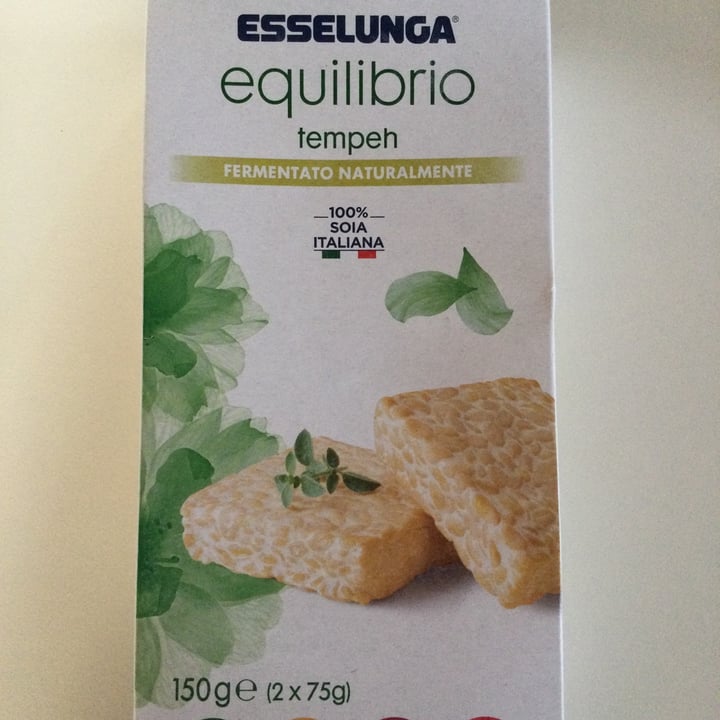 ESSELUNGA®
equilibrio
tempeh
FERMENTATO NATURALMENTE
100%
SOIA
ITALIANA
150g℮ (2 x 75g)